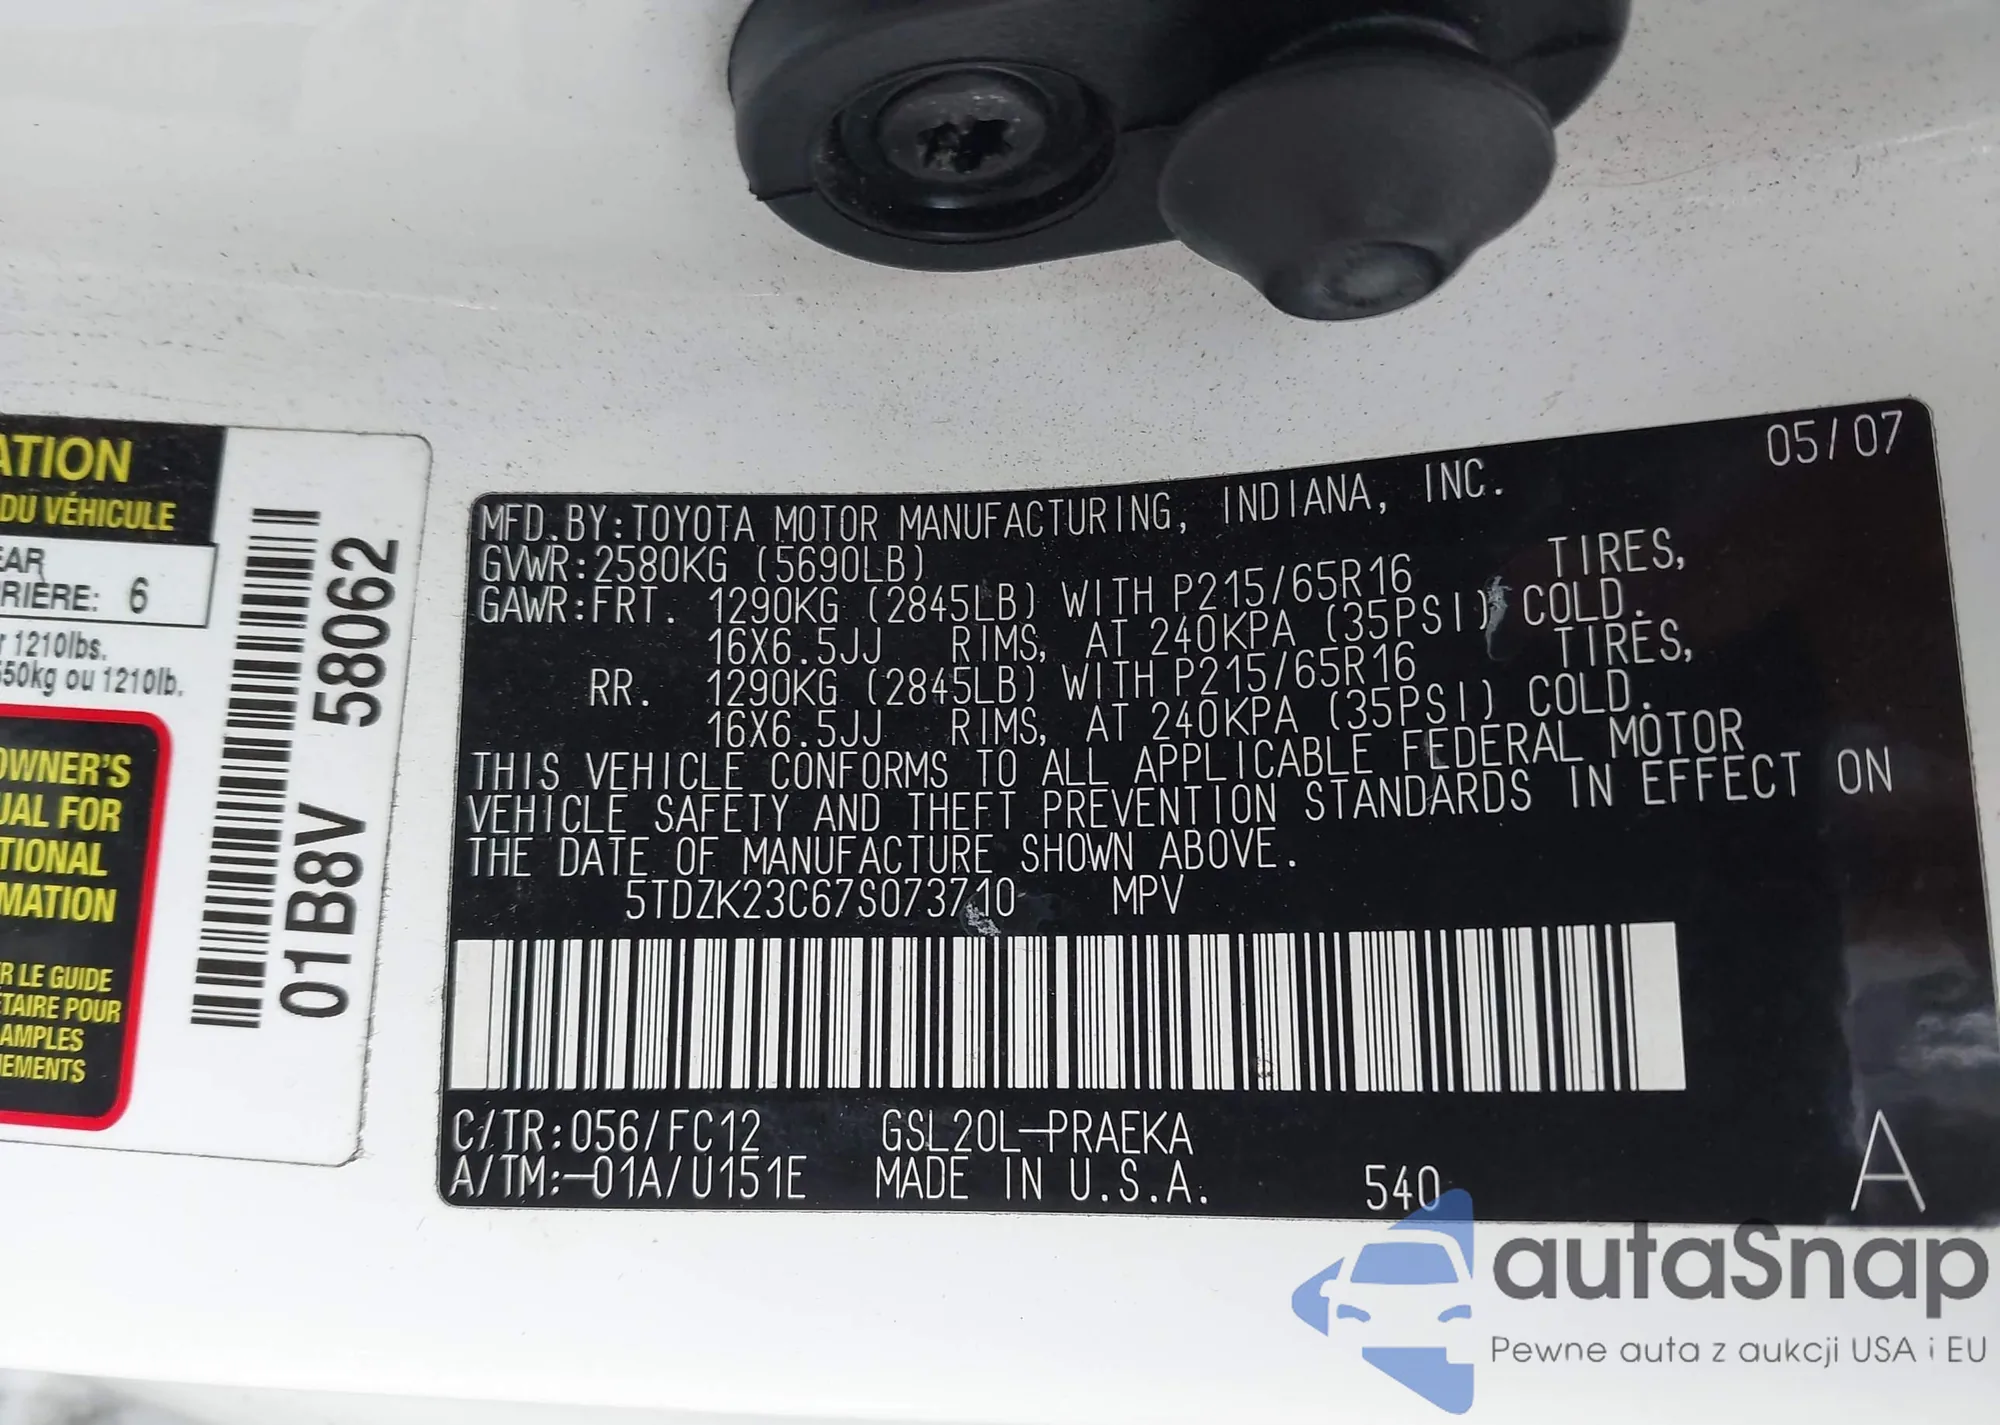 ATION
DU VÉHICULE
EAR
RIERE: 6
1210lbs.
550kg ou 1210lb.
OWNER'S
UAL FOR
TIONAL
MATION
R LE GUIDE
TAIRE POUR
AMPLES
NEMENTS
01B8V 58062
05/07
MFD.BY:TOYOTA MOTOR MANUFACTURING, INDIANA, INC.
GVWR:2580KG (5690LB)
GAWR:FRT. 1290KG (2845LB) WITH P215/65R16 TIRES,
16X6.5JJ RIMS, AT 240KPA (35PSI) COLD.
RR. 1290KG (2845LB) WITH P215/65R16 TIRES,
16X6.5JJ RIMS, AT 240KPA (35PSI) COLD.
THIS VEHICLE CONFORMS TO ALL APPLICABLE FEDERAL MOTOR
VEHICLE SAFETY AND THEFT PREVENTION STANDARDS IN EFFECT ON
THE DATE OF MANUFACTURE SHOWN ABOVE.
5TDZK23C67S073710 MPV
C/TR:056/FC12 GSL20L-PRAEKA
A/TM:-01A/U151E MADE IN U.S.A. 540 A
autaSnap
Pewne auta z aukcji USA i EU